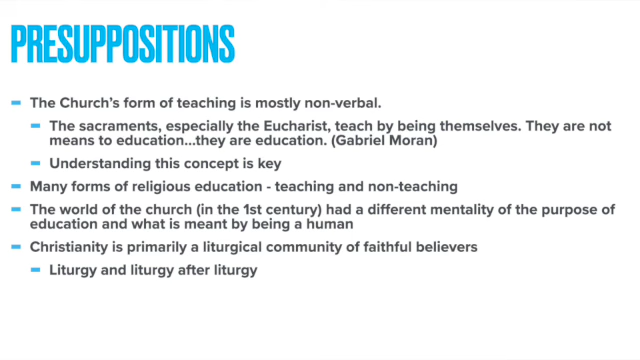 PRESUPPOSITIONS
The Church's form of teaching is mostly non-verbal.
The sacraments, especially the Eucharist, teach by being themselves. They are not
means to education...they are education. (Gabriel Moran)
Understanding this concept is key
Many forms of religious education - teaching and non-teaching
The world of the church (in the 1st century) had a different mentality of the purpose of
education and what is meant by being a human
Christianity is primarily a liturgical community of faithful believers
Liturgy and liturgy after liturgy